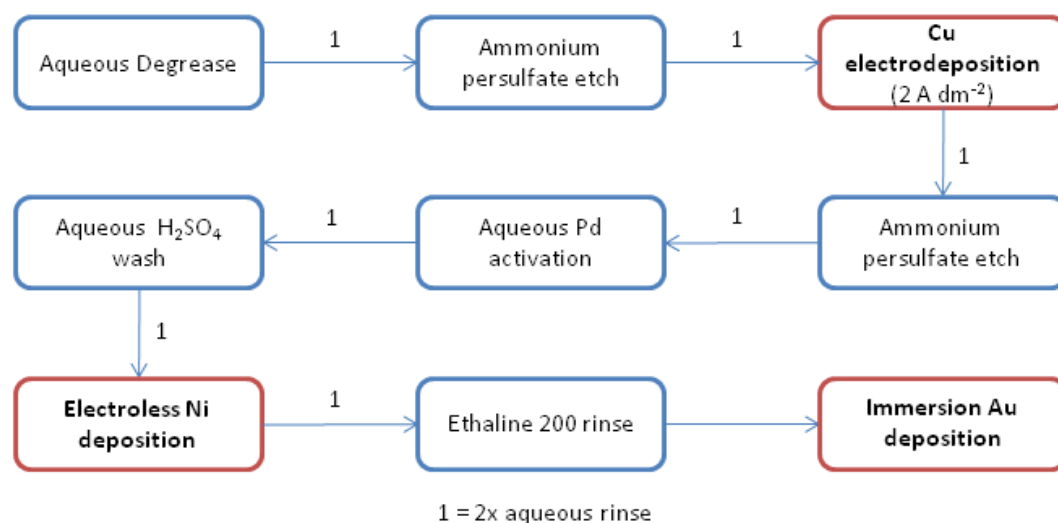 Aqueous Degrease
1
Ammonium
persulfate etch
1
Cu
electrodeposition
(2 A dm⁻²)
1
Ammonium
persulfate etch
1
Aqueous Pd
activation
1
Aqueous H₂SO₄
wash
1
Electroless Ni
deposition
1
Ethaline 200 rinse
Immersion Au
deposition
1 = 2x aqueous rinse